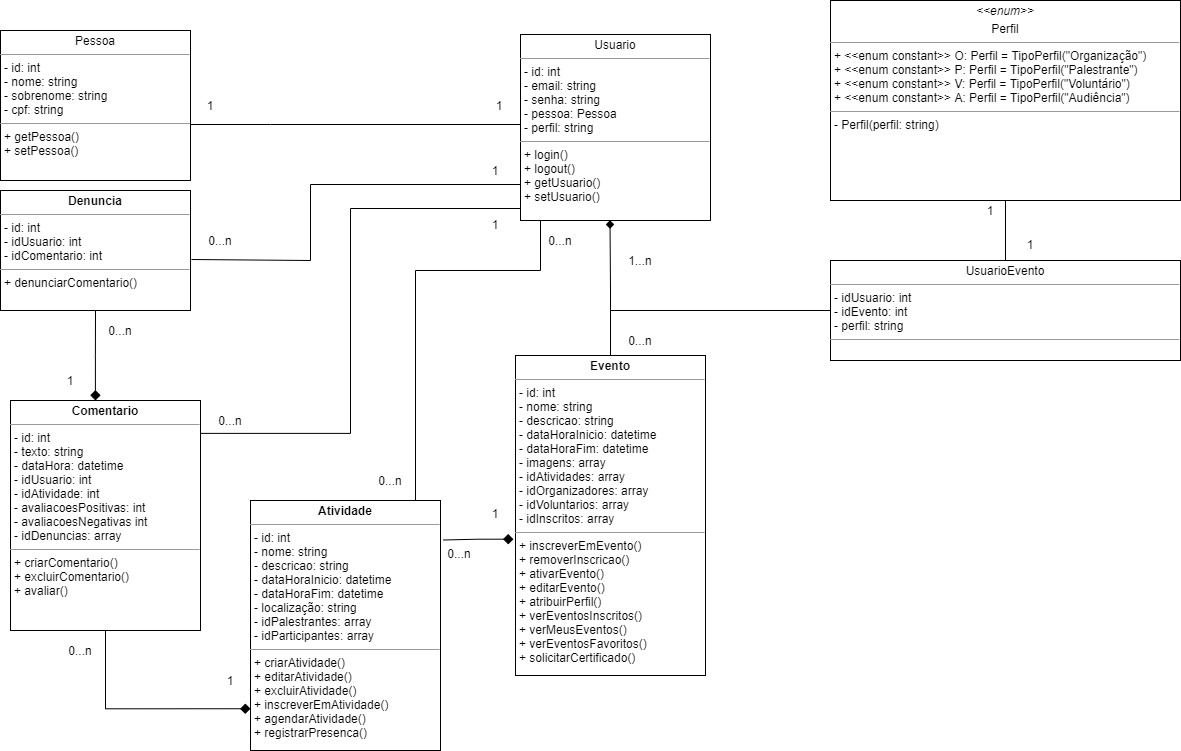 Pessoa
- id: int
- nome: string
- sobrenome: string
- cpf: string
+ getPessoa()
+ setPessoa()
1
1
Usuario
- id: int
- email: string
- senha: string
- pessoa: Pessoa
- perfil: string
+ login()
+ logout()
+ getUsuario()
+ setUsuario()
<<enum>>
Perfil
+ <<enum constant>> O: Perfil = TipoPerfil("Organização")
+ <<enum constant>> P: Perfil = TipoPerfil("Palestrante")
+ <<enum constant>> V: Perfil = TipoPerfil("Voluntário")
+ <<enum constant>> A: Perfil = TipoPerfil("Audiência")
- Perfil(perfil: string)
1
1
UsuarioEvento
- idUsuario: int
- idEvento: int
- perfil: string
Denuncia
- id: int
- idUsuario: int
- idComentario: int
+ denunciarComentario()
1
0...n
1
0...n
0...n
1...n
0...n
0...n
1
Comentario
- id: int
- texto: string
- dataHora: datetime
- idUsuario: int
- idAtividade: int
- avaliacoesPositivas: int
- avaliacoesNegativas int
- idDenuncias: array
+ criarComentario()
+ excluirComentario()
+ avaliar()
0...n
1
0...n
Atividade
- id: int
- nome: string
- descricao: string
- dataHoraInicio: datetime
- dataHoraFim: datetime
- localização: string
- idPalestrantes: array
- idParticipantes: array
+ criarAtividade()
+ editarAtividade()
+ excluirAtividade()
+ inscreverEmAtividade()
+ agendarAtividade()
+ registrarPresenca()
1
0...n
Evento
- id: int
- nome: string
- descricao: string
- dataHoraInicio: datetime
- dataHoraFim: datetime
- imagens: array
- idAtividades: array
- idOrganizadores: array
- idVoluntarios: array
- idInscritos: array
+ inscreverEmEvento()
+ removerInscricao()
+ ativarEvento()
+ editarEvento()
+ atribuirPerfil()
+ verEventosInscritos()
+ verMeusEventos()
+ verEventosFavoritos()
+ solicitarCertificado()